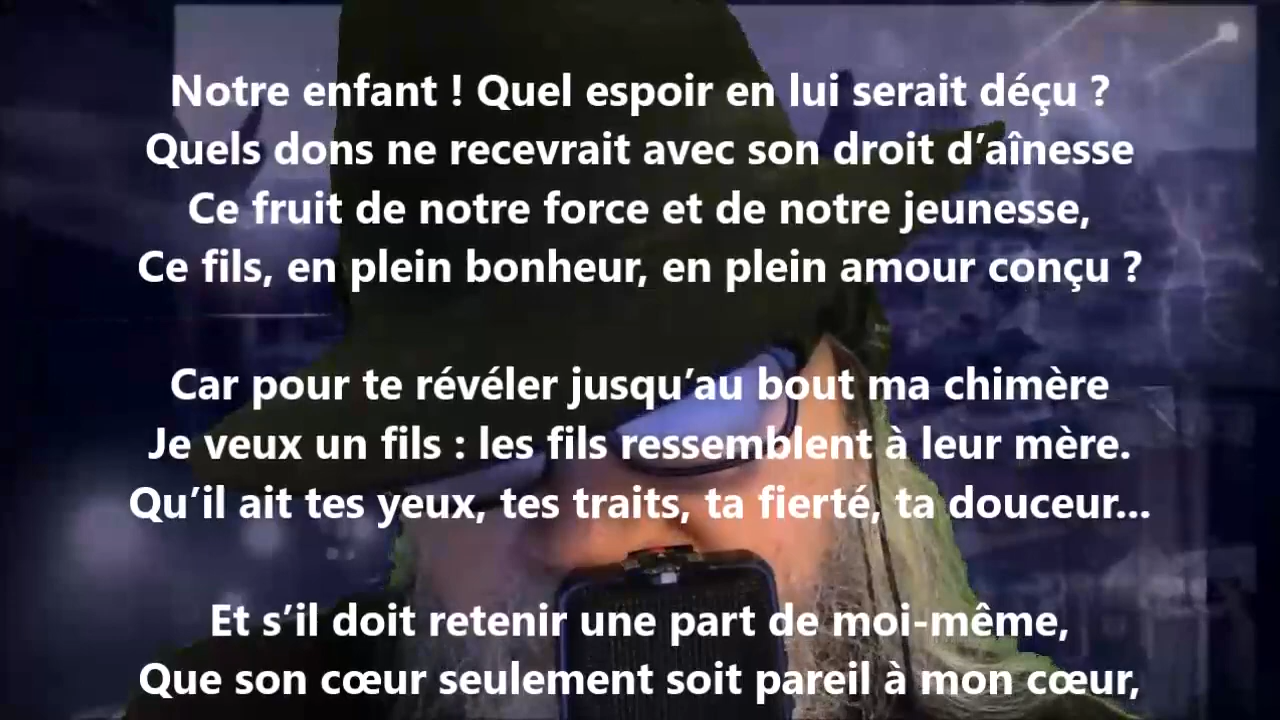 Notre enfant ! Quel espoir en lui serait déçu ?
Quels dons ne recevrait avec son droit d’aînesse
Ce fruit de notre force et de notre jeunesse,
Ce fils, en plein bonheur, en plein amour conçu ?
Car pour te révéler jusqu’au bout ma chimère
Je veux un fils : les fils ressemblent à leur mère.
Qu’il ait tes yeux, tes traits, ta fierté, ta douceur...
Et s’il doit retenir une part de moi-même,
Que son cœur seulement soit pareil à mon cœur,